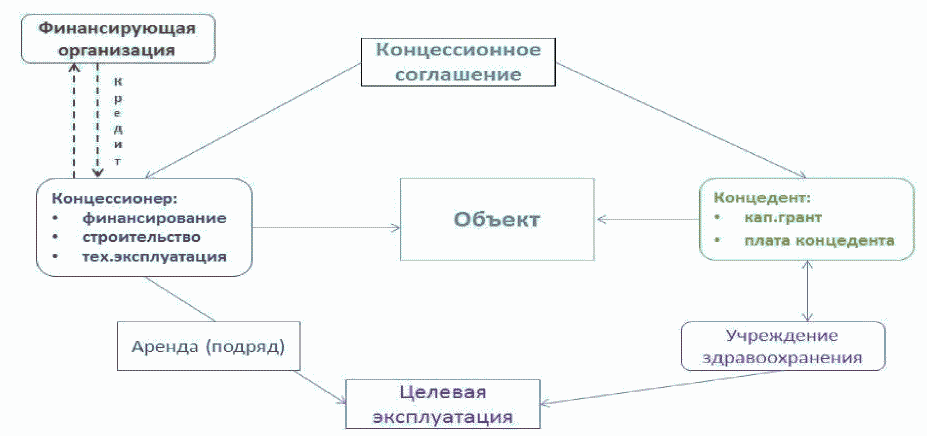 Финансирующая
организация
Концессионное
соглашение
Кредит
Концессионер:
• финансирование
• строительство
• тех.эксплуатация
Объект
Концедент:
• кап.грант
• плата концедента
Аренда (подряд)
Учреждение
здравоохранения
Целевая
эксплуатация